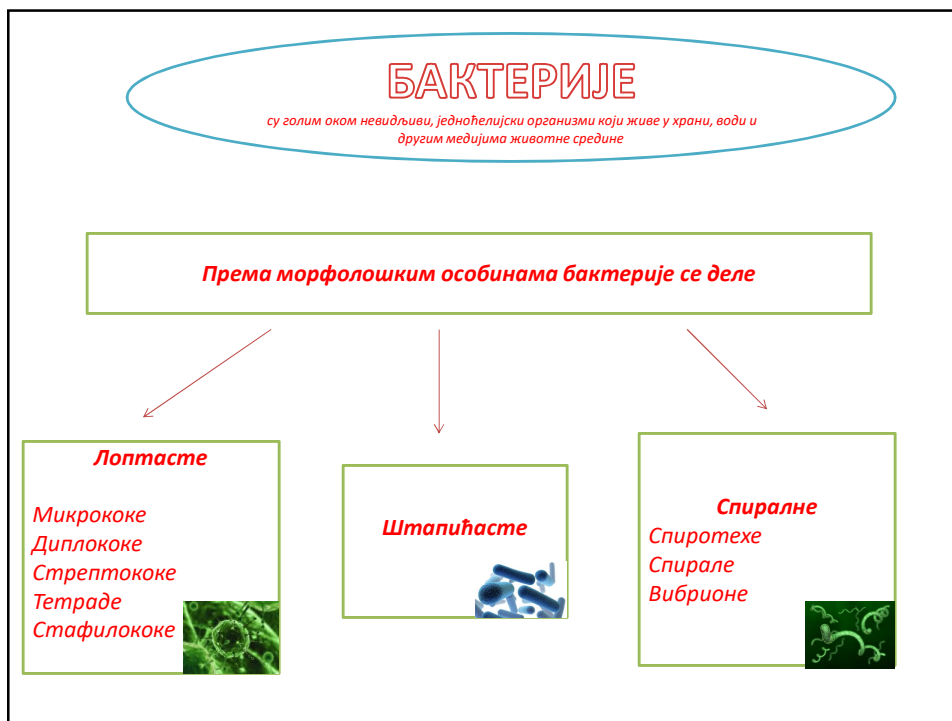 БАКТЕРИЈЕ
су голим оком невидљиви, једноћелијски организми који живе у храни, води и
другим медијима животне средине
Према морфолошким особинама бактерије се деле
Лоптасте
Микрококе
Диплококе
Стрептококе
Тетраде
Стафилококе
Штапићасте
Спиралне
Спиротехе
Спирале
Вибрионе